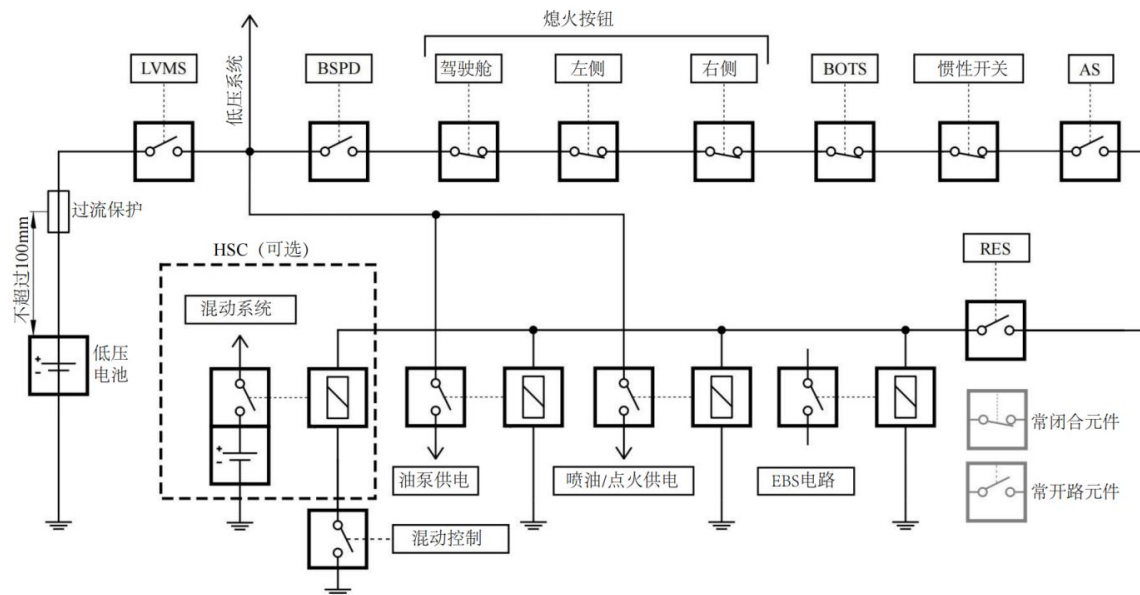 熄火按钮
LVMS
BSPD
驾驶舱
左侧
右侧
BOTS
惯性开关
AS
低压系统
过流保护
不超过100mm
HSC（可选）
RES
混动系统
+
-
低压
电池
+
-
常闭合元件
油泵供电
喷油/点火供电
EBS电路
常开路元件
混动控制